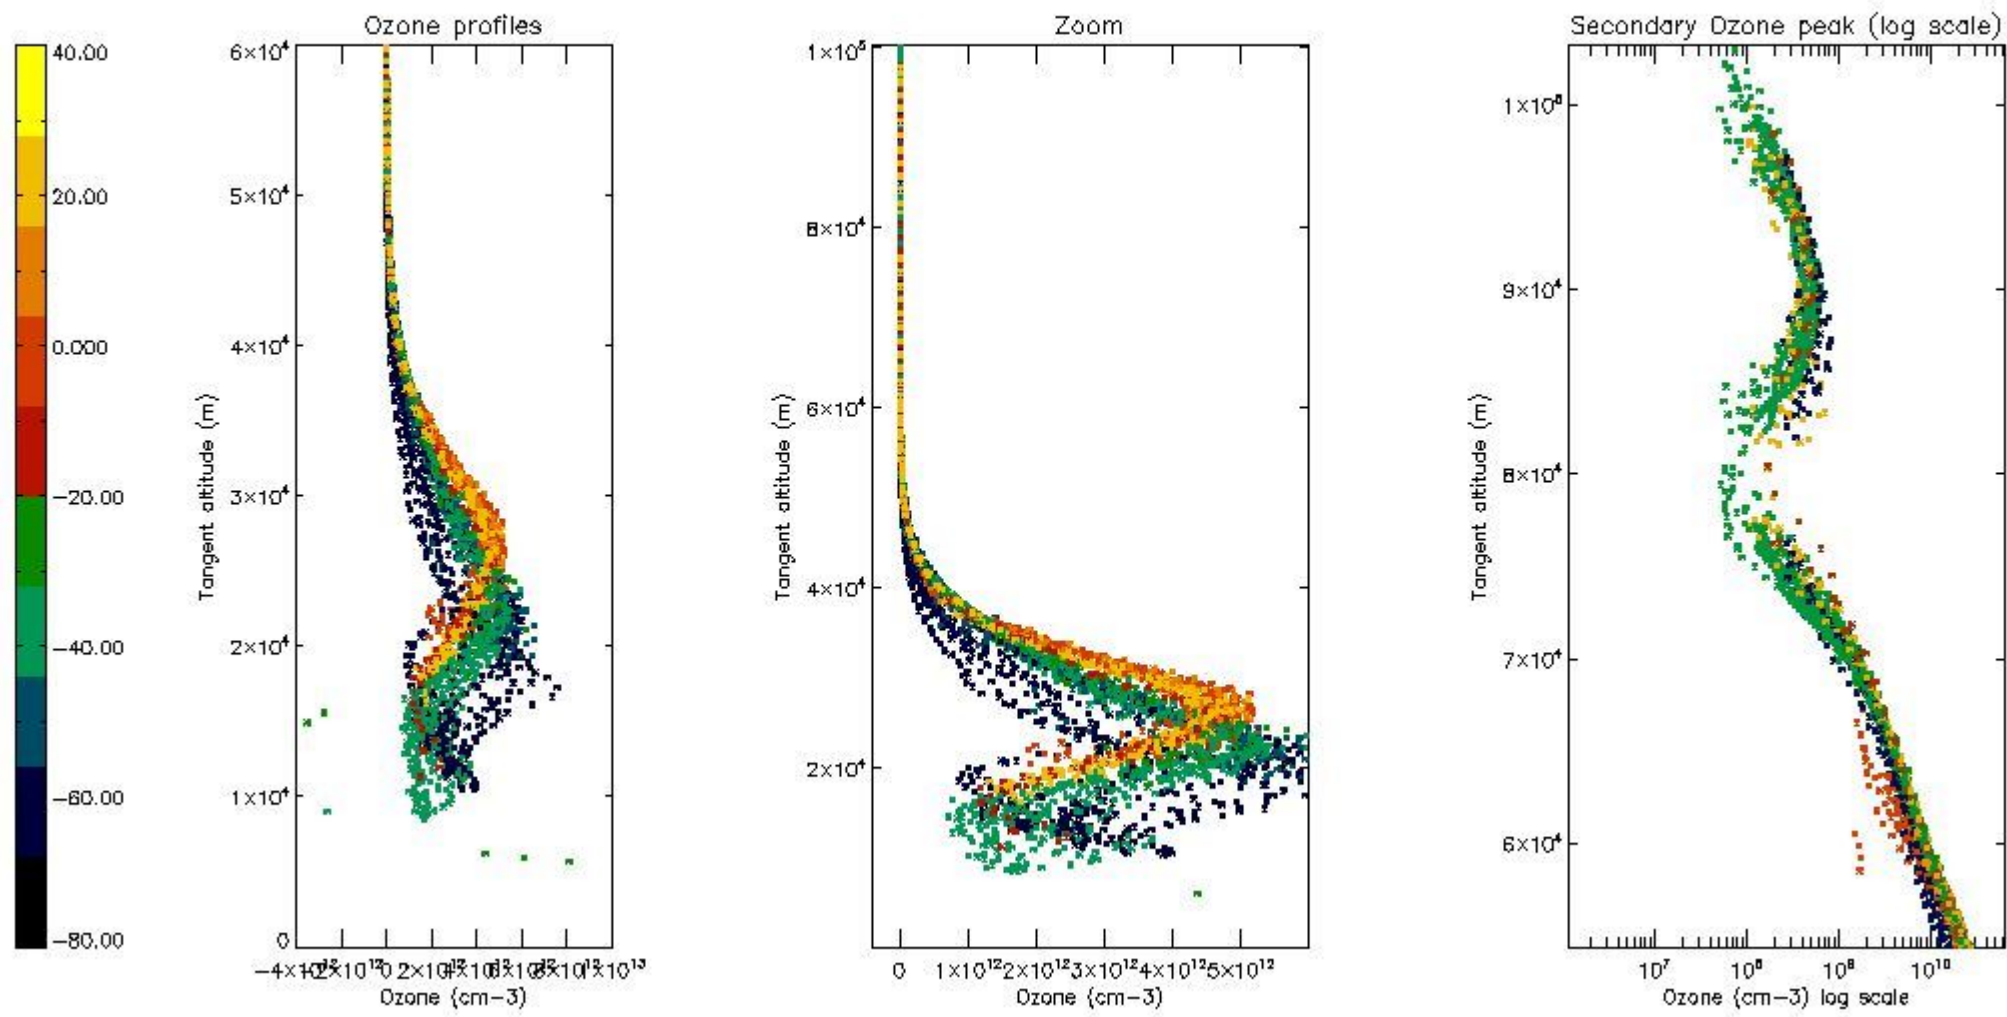 Ozone profiles
Zoom
Secondary Ozone peak (log scale)
40.00
20.00
0.000
-20.00
-40.00
-60.00
-80.00
6×10⁴
5×10⁴
4×10⁴
3×10⁴
2×10⁴
1×10⁴
0
Tangent altitude (m)
Ozone (cm-3)
1×10⁵
8×10⁴
6×10⁴
4×10⁴
2×10⁴
Tangent altitude (m)
0 1×10¹² 2×10¹² 3×10¹² 4×10¹² 5×10¹²
Ozone (cm-3)
9×10⁴
8×10⁴
7×10⁴
6×10⁴
Tangent altitude (m)
10⁷ 10⁸ 10⁹ 10¹⁰
Ozone (cm-3) log scale